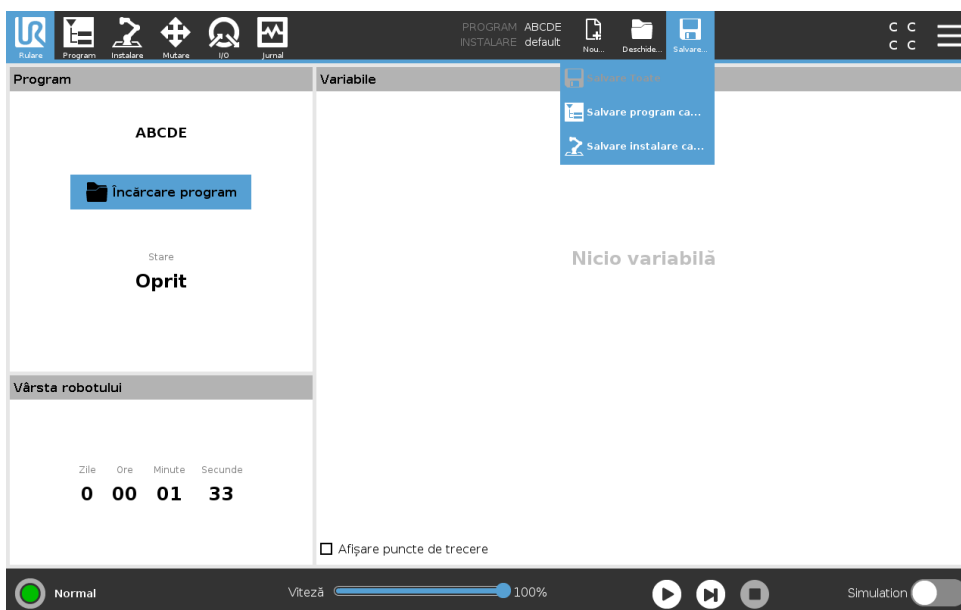 UR
Rulare Program Instalare Mutare I/O Jurnal
PROGRAM ABCDE
INSTALARE default
Nou... Deschide... Salvare...
C C
C C
Salvare Toate
Salvare program ca...
Salvare instalare ca...
Program
ABCDE
Încărcare program
Stare
Oprit
Variabile
Nicio variabilă
Vârsta robotului
Zile Ore Minute Secunde
0 00 01 33
Afișare puncte de trecere
Normal Viteză 100% Simulation